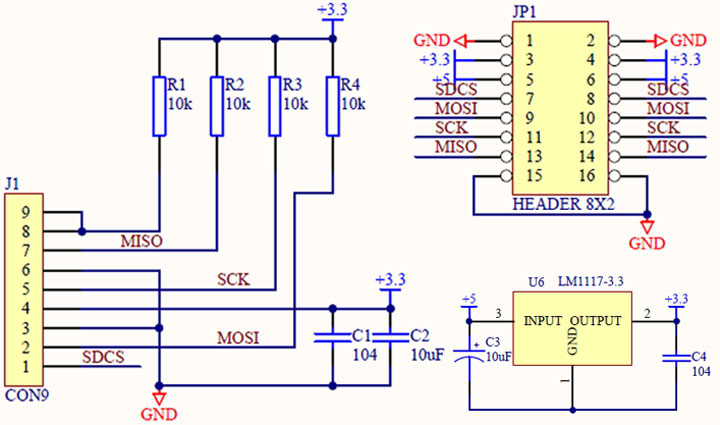 +3.3
R1 10k
R2 10k
R3 10k
R4 10k
J1
9
8
7 MISO
6
5 SCK
4 +3.3
3
2 MOSI
1 SDCS
CON9
GND
C1 104
C2 10uF
JP1
GND 1 2 GND
+3.3 3 4 +3.3
+5 5 6 +5
SDCS 7 8 SDCS
MOSI 9 10 MOSI
SCK 11 12 SCK
MISO 13 14 MISO
15 16
HEADER 8X2
GND
U6 LM1117-3.3
+5 3 INPUT OUTPUT 2 +3.3
GND
1
+
C3 10uF
C4 104